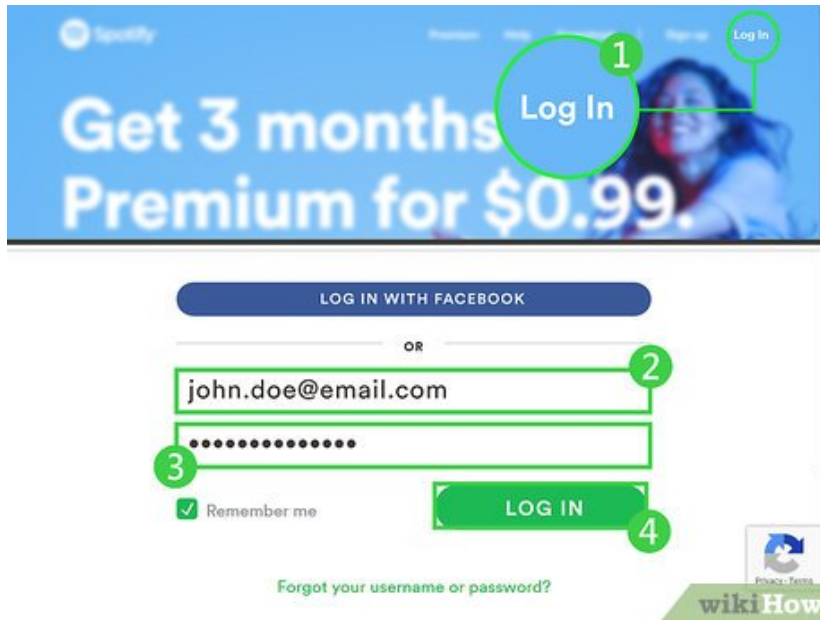 Spotify
Premium Help Sign up Log In
1
Log In
Get 3 months
Premium for $0.99.
LOG IN WITH FACEBOOK
OR
2
john.doe@email.com
••••••••••••••
3
Remember me
LOG IN
4
Privacy - Terms
Forgot your username or password?
wikiHow